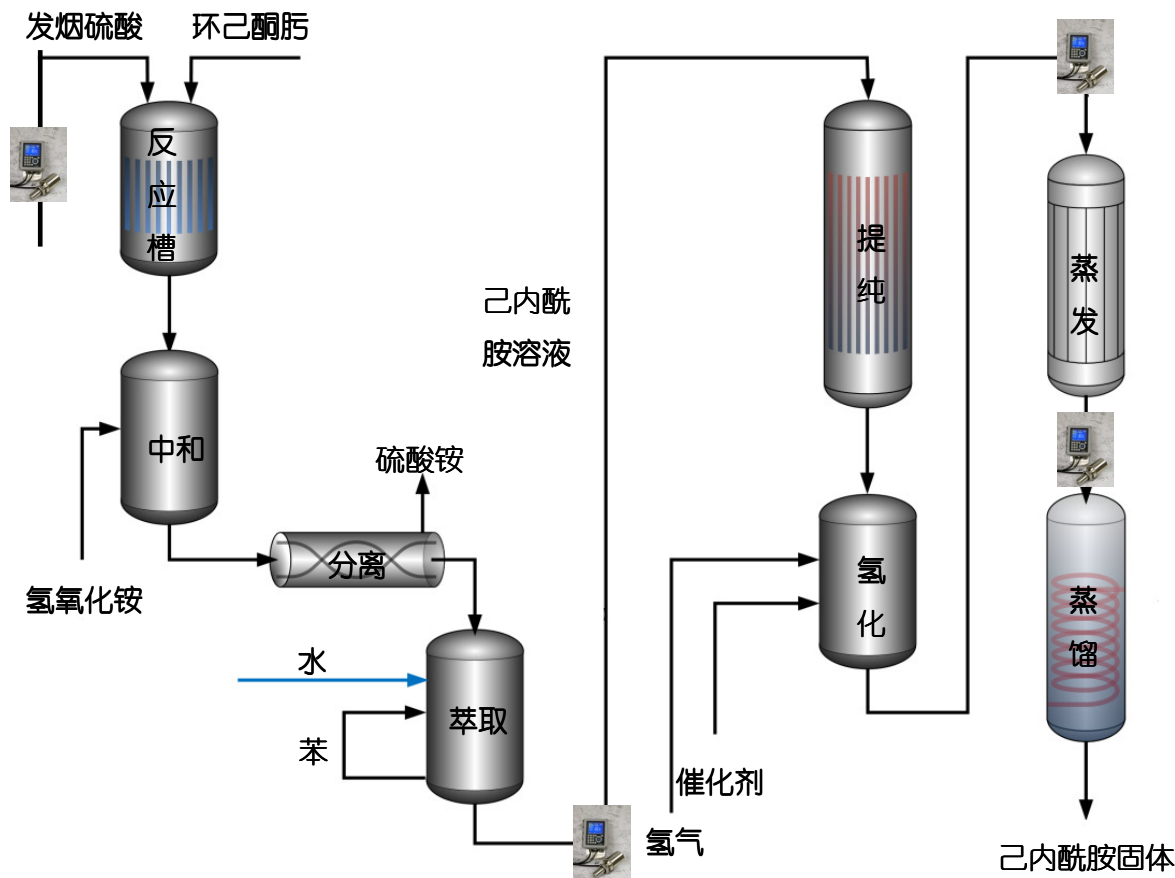 发烟硫酸
环己酮肟
反
应
槽
中和
氢氧化铵
硫酸铵
分离
水
苯
萃取
己内酰
胺溶液
提
纯
氢
化
催化剂
氢气
蒸
发
蒸
馏
己内酰胺固体